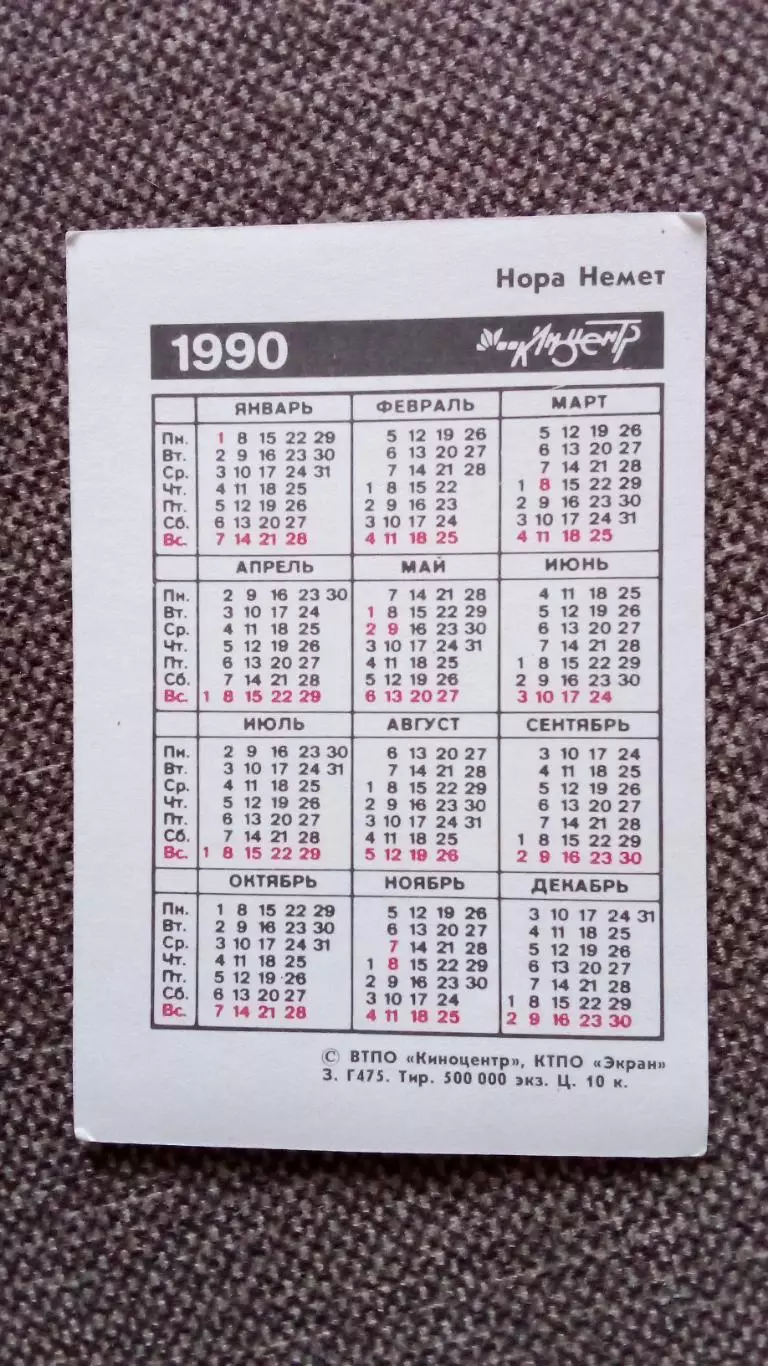 Нора Немет
1990 Киноцентр
ЯНВАРЬ ФЕВРАЛЬ МАРТ
Пн. 1 8 15 22 29 5 12 19 26 5 12 19 26
Вт. 2 9 16 23 30 6 13 20 27 6 13 20 27
Ср. 3 10 17 24 31 7 14 21 28 7 14 21 28
Чт. 4 11 18 25 1 8 15 22 1 8 15 22 29
Пт. 5 12 19 26 2 9 16 23 2 9 16 23 30
Сб. 6 13 20 27 3 10 17 24 3 10 17 24 31
Вс. 7 14 21 28 4 11 18 25 4 11 18 25
АПРЕЛЬ МАЙ ИЮНЬ
Пн. 2 9 16 23 30 7 14 21 28 4 11 18 25
Вт. 3 10 17 24 1 8 15 22 29 5 12 19 26
Ср. 4 11 18 25 2 9 16 23 30 6 13 20 27
Чт. 5 12 19 26 3 10 17 24 31 7 14 21 28
Пт. 6 13 20 27 4 11 18 25 1 8 15 22 29
Сб. 7 14 21 28 5 12 19 26 2 9 16 23 30
Вс. 1 8 15 22 29 6 13 20 27 3 10 17 24
ИЮЛЬ АВГУСТ СЕНТЯБРЬ
Пн. 2 9 16 23 30 6 13 20 27 3 10 17 24
Вт. 3 10 17 24 31 7 14 21 28 4 11 18 25
Ср. 4 11 18 25 1 8 15 22 29 5 12 19 26
Чт. 5 12 19 26 2 9 16 23 30 6 13 20 27
Пт. 6 13 20 27 3 10 17 24 31 7 14 21 28
Сб. 7 14 21 28 4 11 18 25 1 8 15 22 29
Вс. 1 8 15 22 29 5 12 19 26 2 9 16 23 30
ОКТЯБРЬ НОЯБРЬ ДЕКАБРЬ
Пн. 1 8 15 22 29 5 12 19 26 3 10 17 24 31
Вт. 2 9 16 23 30 6 13 20 27 4 11 18 25
Ср. 3 10 17 24 31 7 14 21 28 5 12 19 26
Чт. 4 11 18 25 1 8 15 22 29 6 13 20 27
Пт. 5 12 19 26 2 9 16 23 30 7 14 21 28
Сб. 6 13 20 27 3 10 17 24 1 8 15 22 29
Вс. 7 14 21 28 4 11 18 25 2 9 16 23 30
© ВТПО «Киноцентр», КТПО «Экран»
З. Г475. Тир. 500 000 экз. Ц. 10 к.